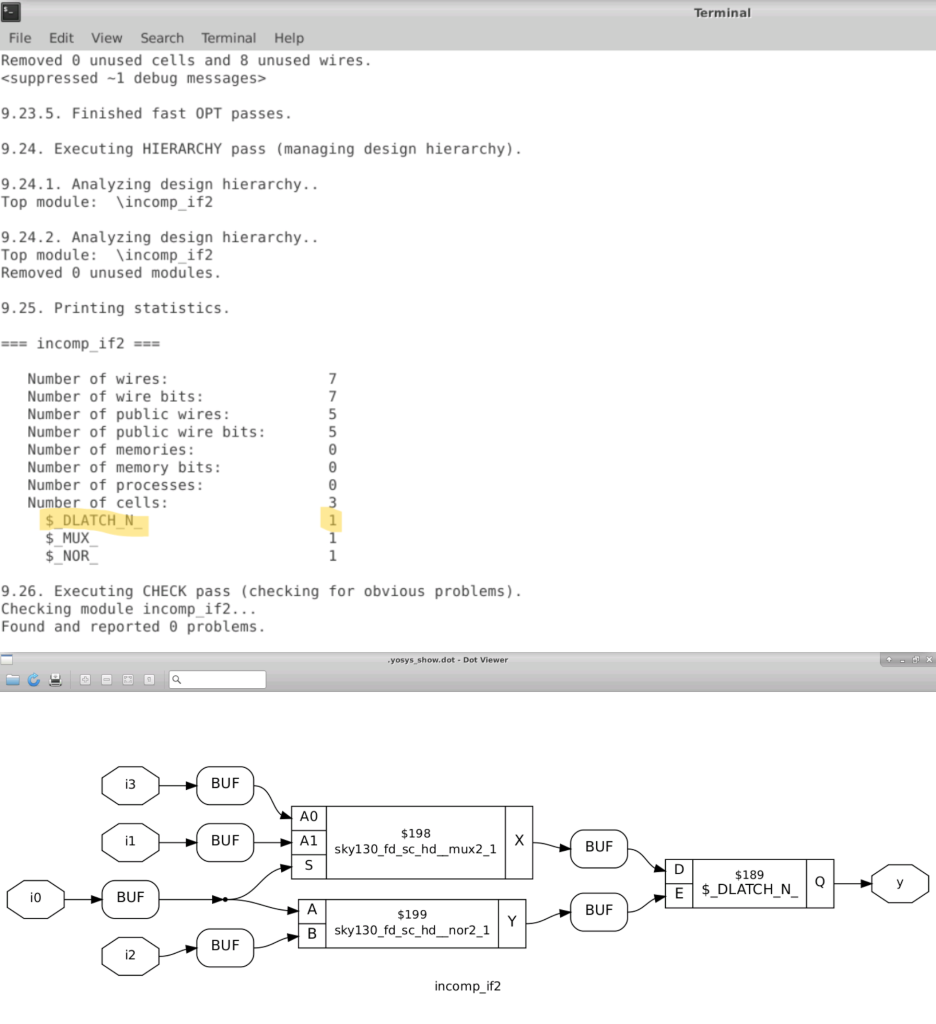 Terminal
File Edit View Search Terminal Help
Removed 0 unused cells and 8 unused wires.
<suppressed ~1 debug messages>
9.23.5. Finished fast OPT passes.
9.24. Executing HIERARCHY pass (managing design hierarchy).
9.24.1. Analyzing design hierarchy..
Top module:  \incomp_if2
9.24.2. Analyzing design hierarchy..
Top module:  \incomp_if2
Removed 0 unused modules.
9.25. Printing statistics.
=== incomp_if2 ===
Number of wires: 7
Number of wire bits: 7
Number of public wires: 5
Number of public wire bits: 5
Number of memories: 0
Number of memory bits: 0
Number of processes: 0
Number of cells: 3
$_DLATCH_N_ 1
$_MUX_ 1
$_NOR_ 1
9.26. Executing CHECK pass (checking for obvious problems).
Checking module incomp_if2...
Found and reported 0 problems.
.yosys_show.dot - Dot Viewer
i3 BUF
A0
i1 BUF A1
$198
sky130_fd_sc_hd__mux2_1
X
S
BUF
i0 BUF
A
B
$199
sky130_fd_sc_hd__nor2_1
Y
BUF
i2 BUF
D
E
$189
$_DLATCH_N_
Q
y
incomp_if2